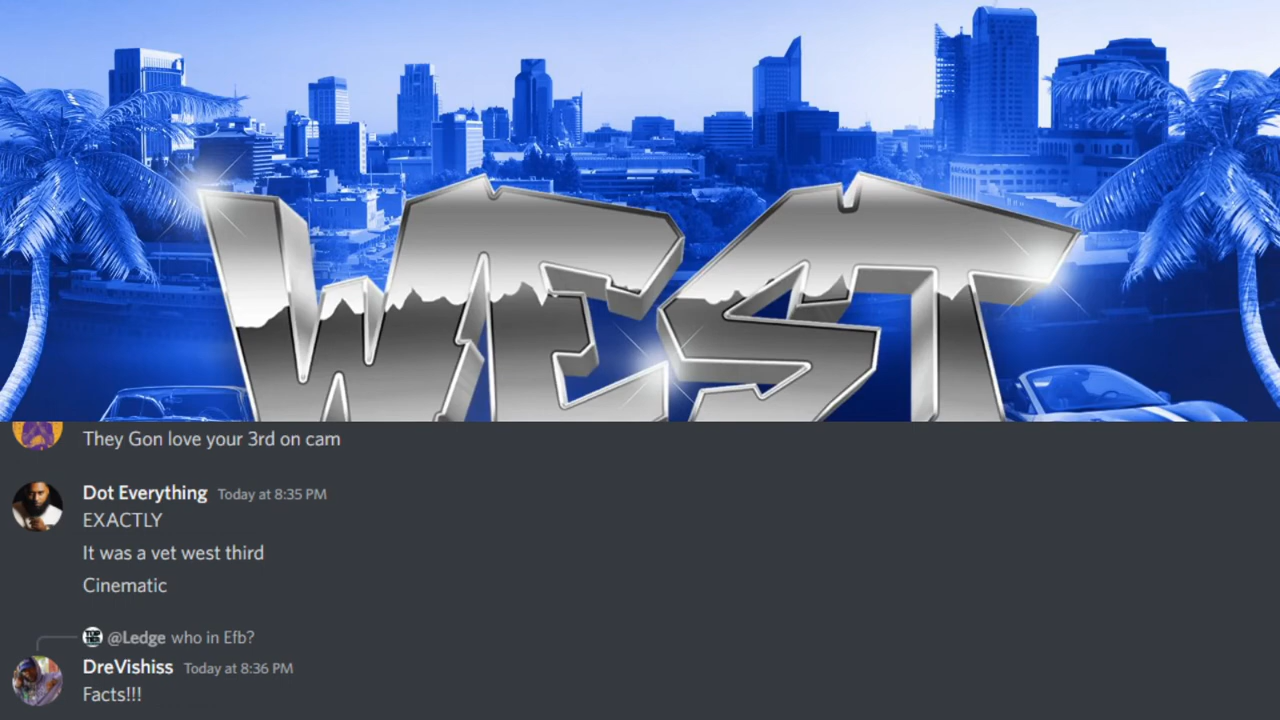 WEST
They Gon love your 3rd on cam
Dot Everything Today at 8:35 PM
EXACTLY
It was a vet west third
Cinematic
@Ledge who in Efb?
DreVishiss Today at 8:36 PM
Facts!!!